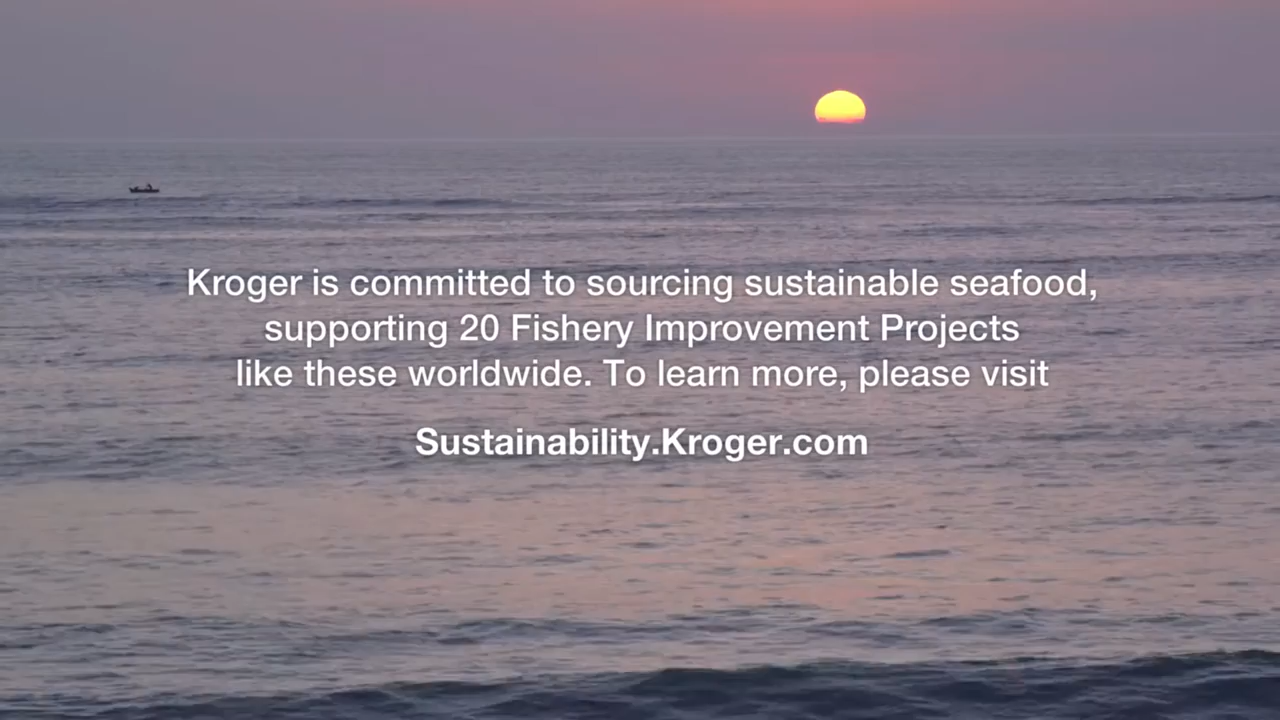 Kroger is committed to sourcing sustainable seafood,
supporting 20 Fishery Improvement Projects
like these worldwide. To learn more, please visit
Sustainability.Kroger.com